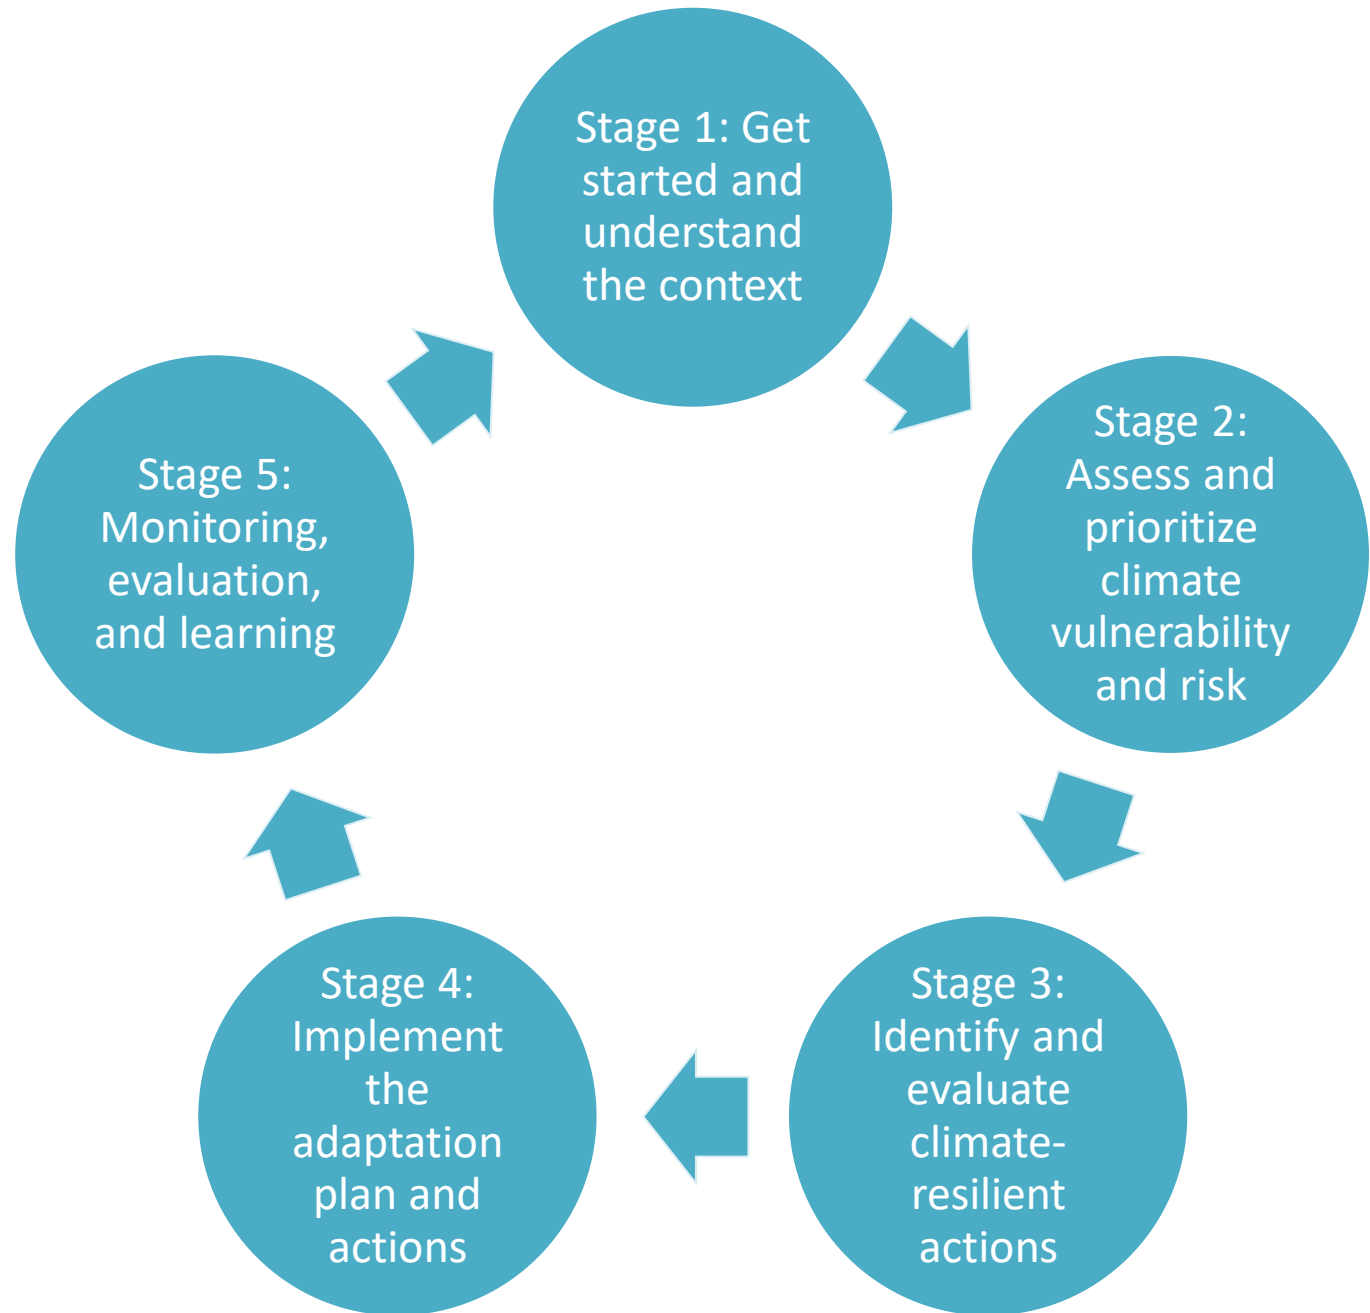 Stage 1: Get
started and
understand
the context
Stage 2:
Assess and
prioritize
climate
vulnerability
and risk
Stage 3:
Identify and
evaluate
climate-
resilient
actions
Stage 4:
Implement
the
adaptation
plan and
actions
Stage 5:
Monitoring,
evaluation,
and learning